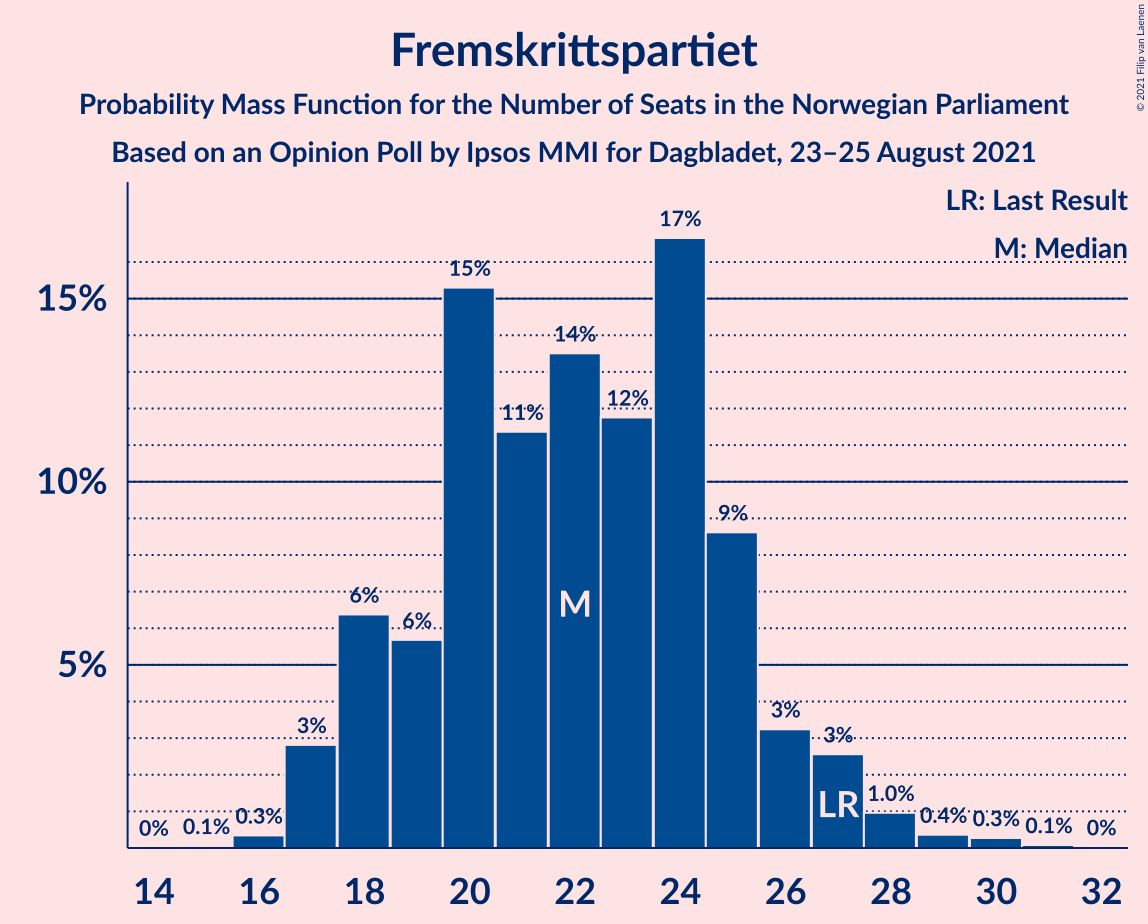 Fremskrittspartiet
Probability Mass Function for the Number of Seats in the Norwegian Parliament
Based on an Opinion Poll by Ipsos MMI for Dagbladet, 23–25 August 2021
© 2021 Filip van Laenen
LR: Last Result
M: Median
15%
10%
5%
0%
0.1%
0.3%
3%
6%
6%
15%
11%
14%
12%
17%
9%
3%
3%
1.0%
0.4%
0.3%
0.1%
0%
M
LR
14 16 18 20 22 24 26 28 30 32